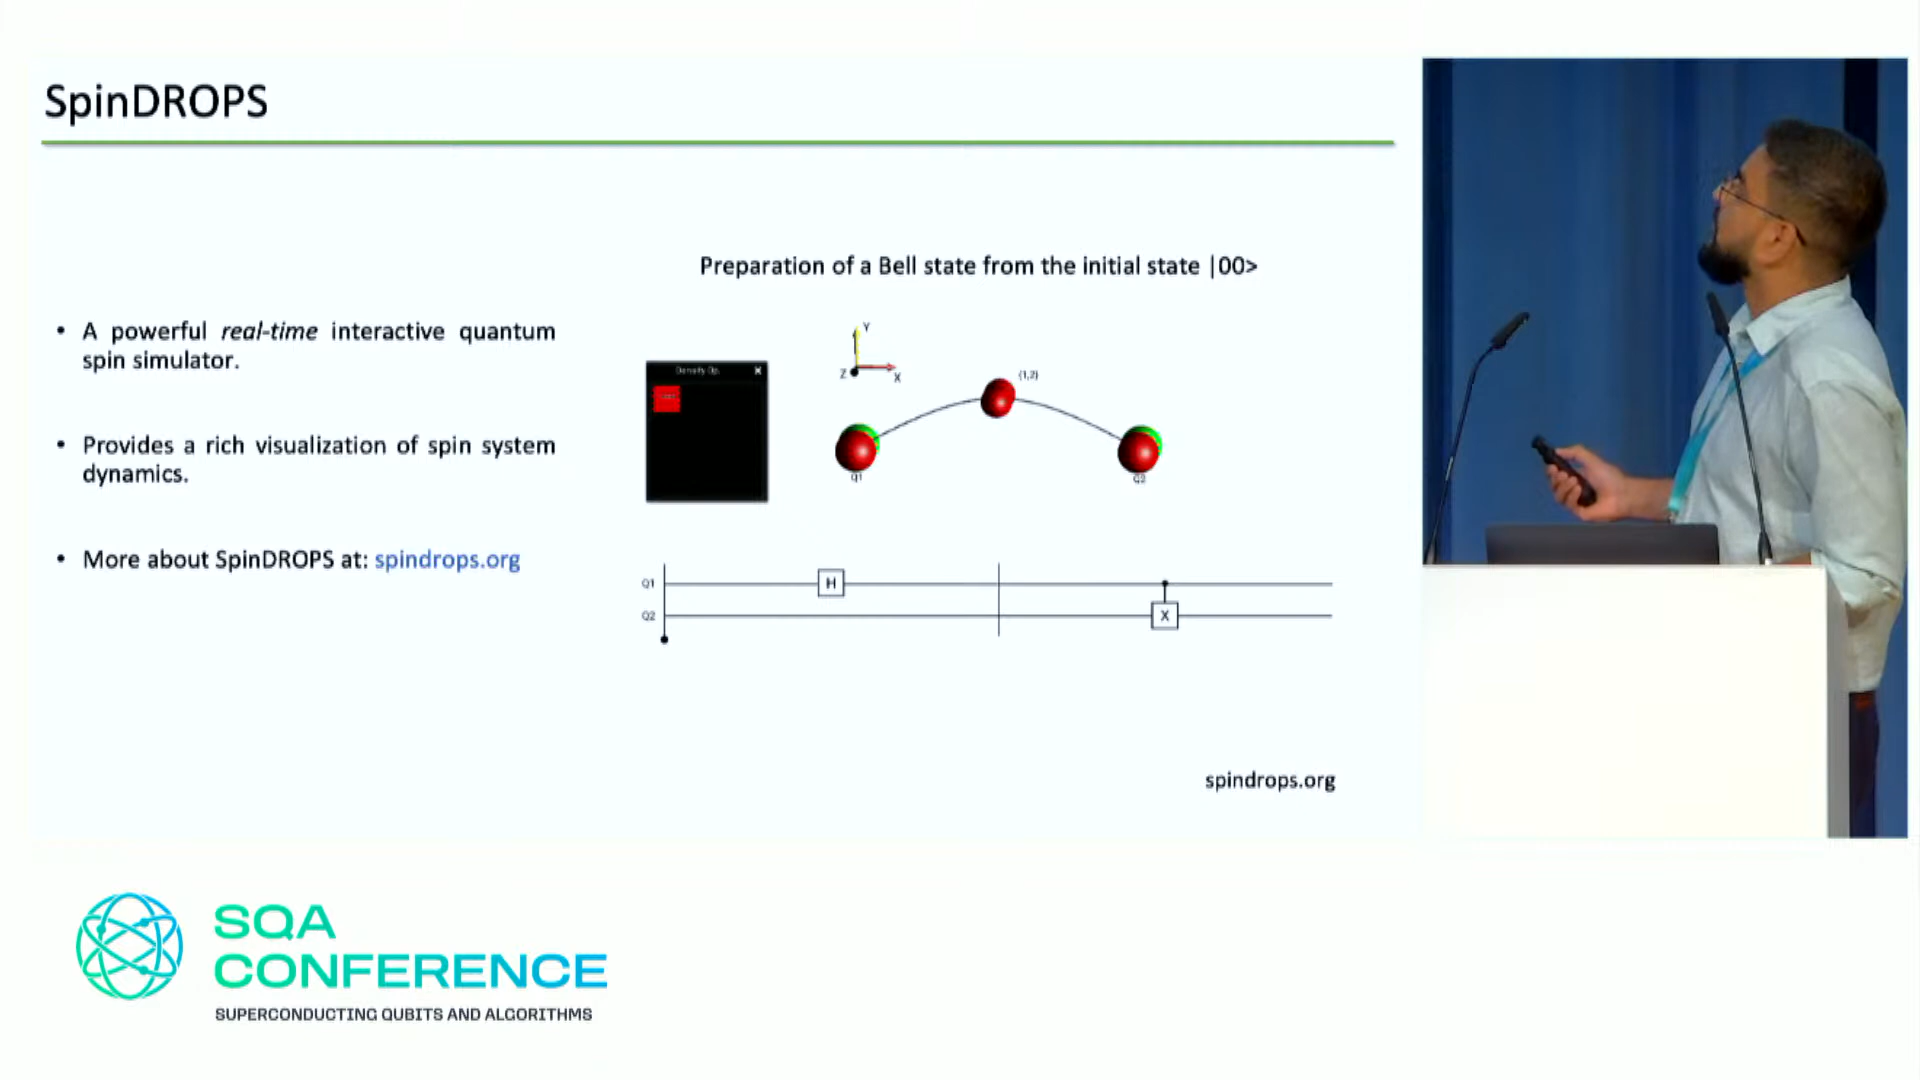 SpinDROPS
Preparation of a Bell state from the initial state |00>
• A powerful real-time interactive quantum
spin simulator.
• Provides a rich visualization of spin system
dynamics.
• More about SpinDROPS at: spindrops.org
Density Op.
Y
Z
X
{1,2}
Q1
Q2
Q1
H
Q2
X
spindrops.org
SQA
CONFERENCE
SUPERCONDUCTING QUBITS AND ALGORITHMS